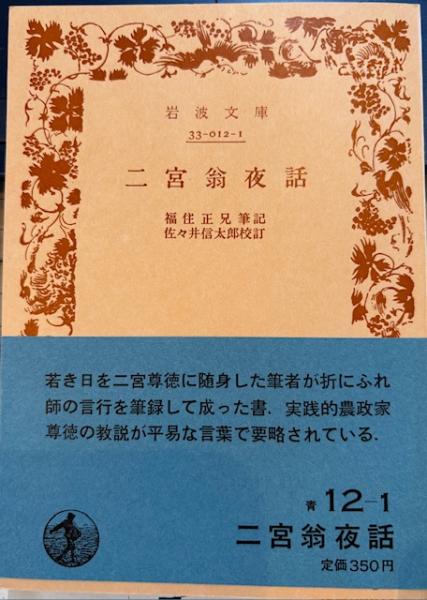 岩波文庫
33-012-1
二宮翁夜話
福住正兄筆記
佐々井信太郎校訂
若き日を二宮尊徳に随身した筆者が折にふれ
師の言行を筆録して成った書．実践的農政家
尊徳の教説が平易な言葉で要略されている．
青 12-1
二宮翁夜話
定価350円